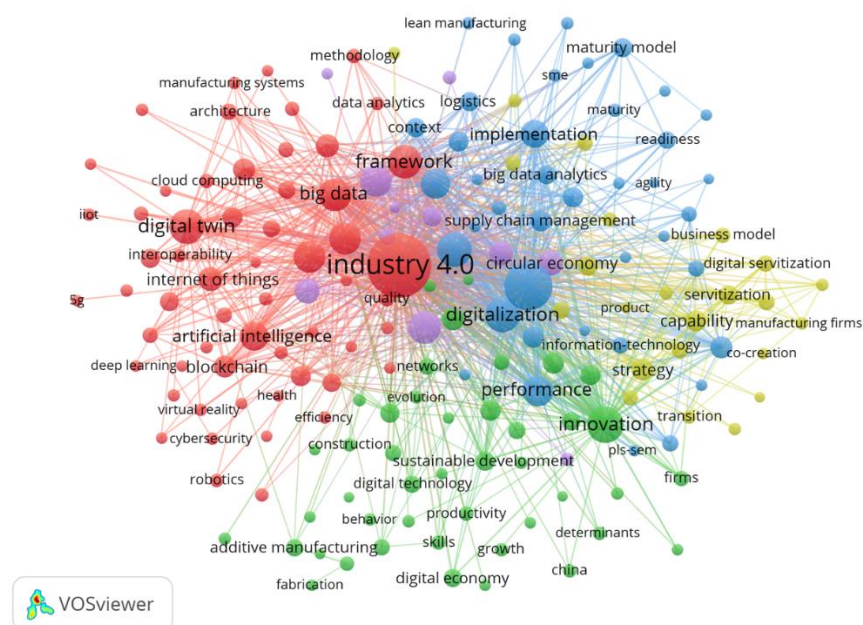 lean manufacturing
maturity model
methodology
sme
manufacturing systems
data analytics
logistics
maturity
architecture
context
implementation
readiness
framework
cloud computing
big data
big data analytics
agility
iiot
digital twin
supply chain management
business model
interoperability
industry 4.0
circular economy
digital servitization
internet of things
quality
servitization
5g
digitalization
product
capability
manufacturing firms
artificial intelligence
information-technology
co-creation
deep learning
blockchain
networks
strategy
health
evolution
performance
virtual reality
efficiency
innovation
transition
cybersecurity
construction
pls-sem
robotics
sustainable development
firms
digital technology
behavior
productivity
determinants
additive manufacturing
skills
growth
china
fabrication
digital economy
VOSviewer